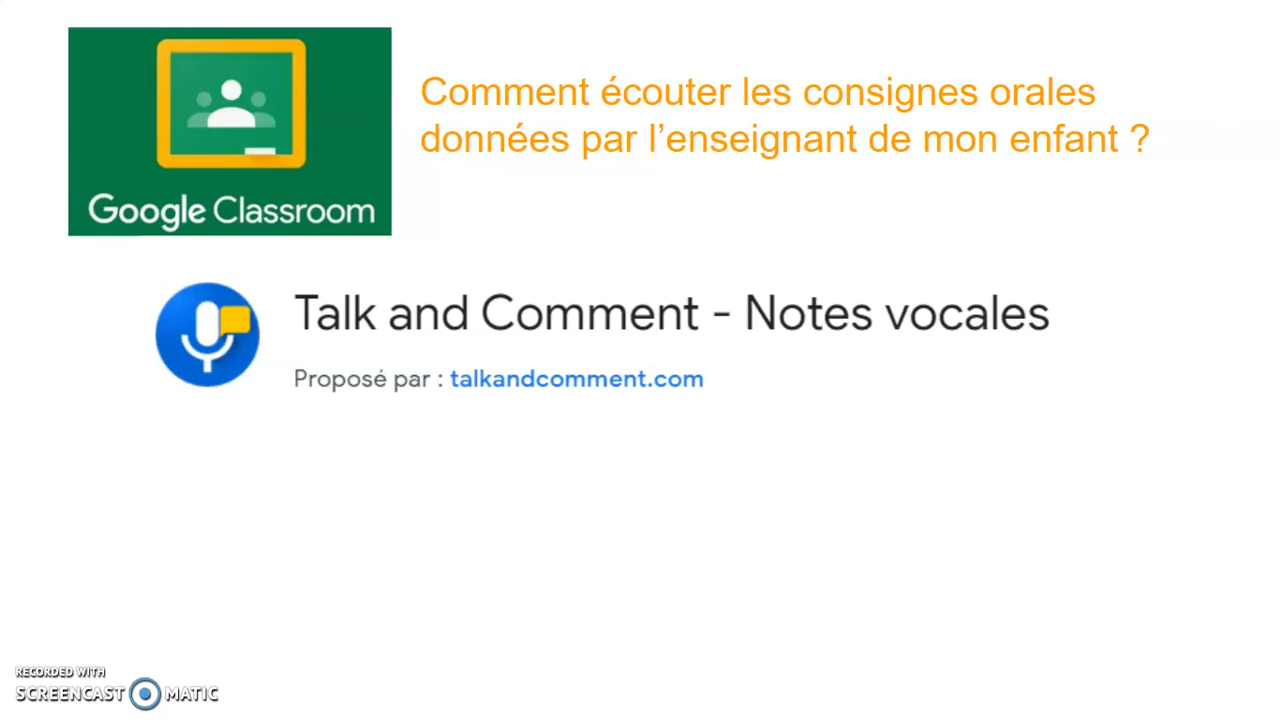 Google Classroom
Comment écouter les consignes orales
données par l’enseignant de mon enfant ?
Talk and Comment - Notes vocales
Proposé par : talkandcomment.com
RECORDED WITH
SCREENCAST MATIC